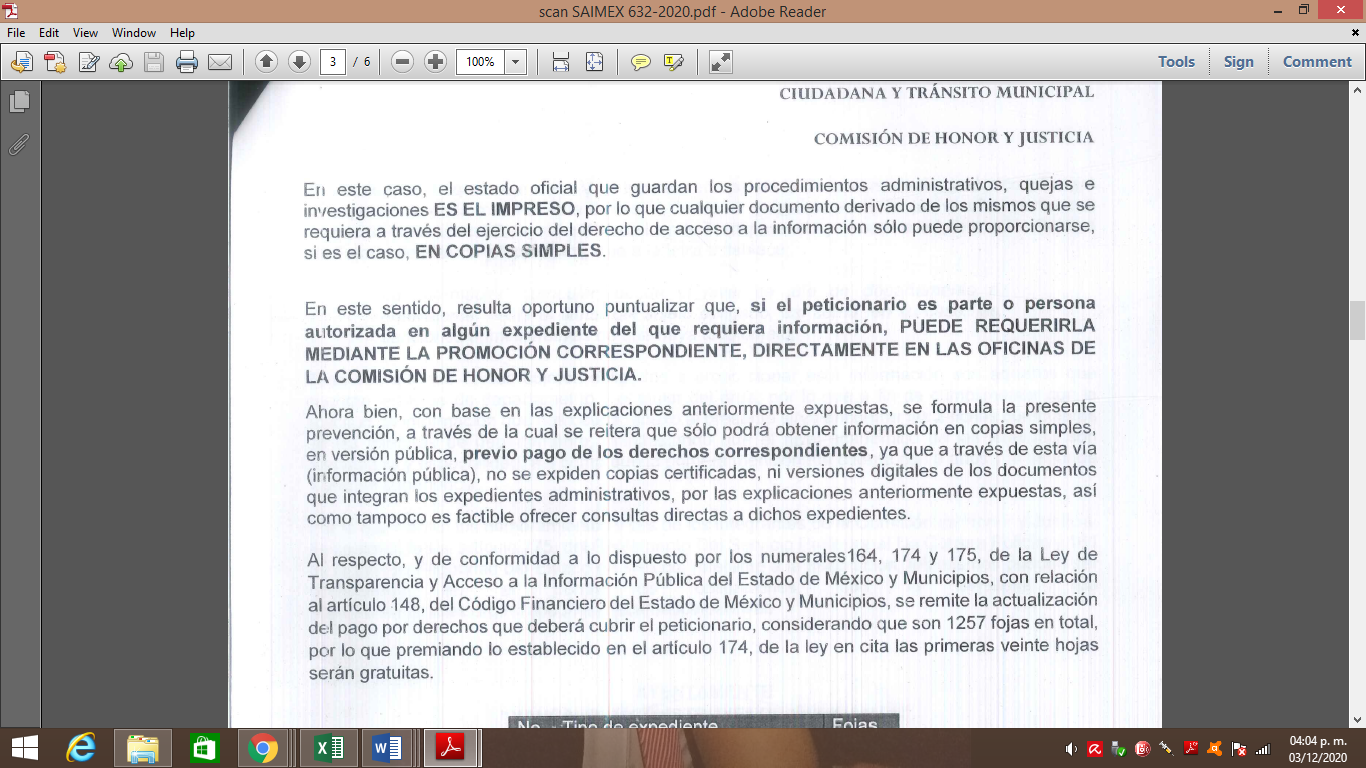 scan SAIMEX 632-2020.pdf - Adobe Reader
File Edit View Window Help
3 / 6 100% Tools Sign Comment
CIUDADANA Y TRÁNSITO MUNICIPAL
COMISIÓN DE HONOR Y JUSTICIA
En este caso, el estado oficial que guardan los procedimientos administrativos, quejas e
investigaciones ES EL IMPRESO, por lo que cualquier documento derivado de los mismos que se
requiera a través del ejercicio del derecho de acceso a la información sólo puede proporcionarse,
si es el caso, EN COPIAS SIMPLES.
En este sentido, resulta oportuno puntualizar que, si el peticionario es parte o persona
autorizada en algún expediente del que requiera información, PUEDE REQUERIRLA
MEDIANTE LA PROMOCIÓN CORRESPONDIENTE, DIRECTAMENTE EN LAS OFICINAS DE
LA COMISIÓN DE HONOR Y JUSTICIA.
Ahora bien, con base en las explicaciones anteriormente expuestas, se formula la presente
prevención, a través de la cual se reitera que sólo podrá obtener información en copias simples,
en versión pública, previo pago de los derechos correspondientes, ya que a través de esta vía
(información pública), no se expiden copias certificadas, ni versiones digitales de los documentos
que integran los expedientes administrativos, por las explicaciones anteriormente expuestas, así
como tampoco es factible ofrecer consultas directas a dichos expedientes.
Al respecto, y de conformidad a lo dispuesto por los numerales164, 174 y 175, de la Ley de
Transparencia y Acceso a la Información Pública del Estado de México y Municipios, con relación
al artículo 148, del Código Financiero del Estado de México y Municipios, se remite la actualización
del pago por derechos que deberá cubrir el peticionario, considerando que son 1257 fojas en total,
por lo que premiando lo establecido en el artículo 174, de la ley en cita las primeras veinte hojas
serán gratuitas.
No. Tipo de expediente Fojas
04:04 p. m.
03/12/2020